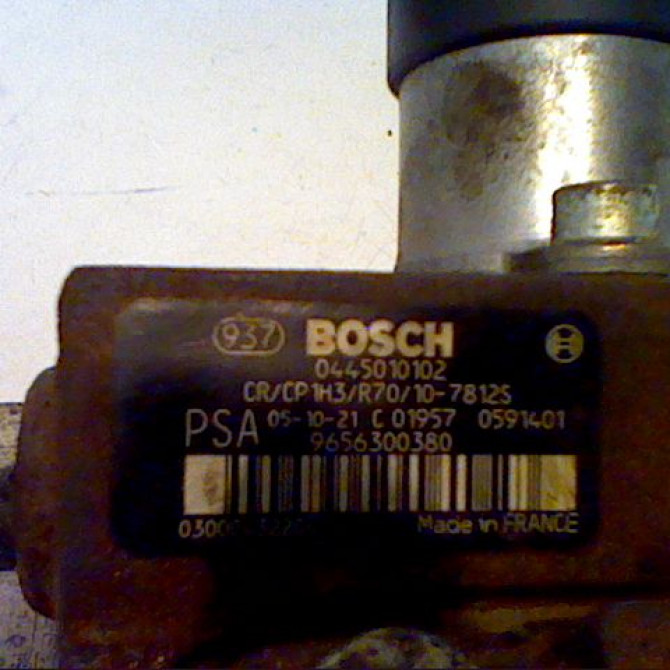 937 BOSCH
0445010102
CR/CP1H3/R70/10-7812S
PSA 05-10-21 C 01957 0591401
9656300380
Made in FRANCE